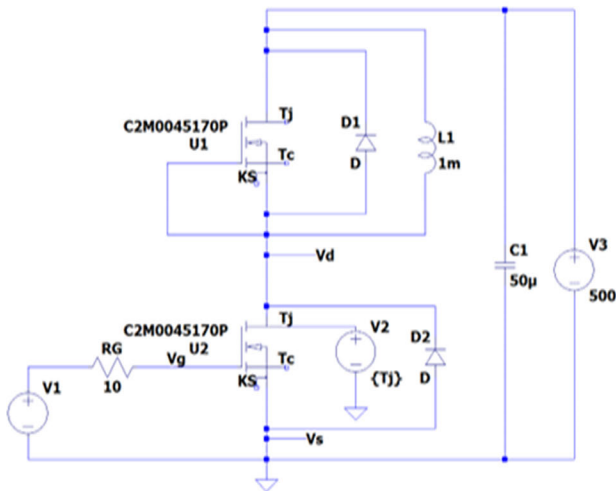 Tj
C2M0045170P
U1
Tc
KS
D1
D
L1
1m
Vd
C1
50µ
V3
500
C2M0045170P
U2
Tj
Tc
KS
V2
{Tj}
D2
D
RG
10
Vg
V1
Vs